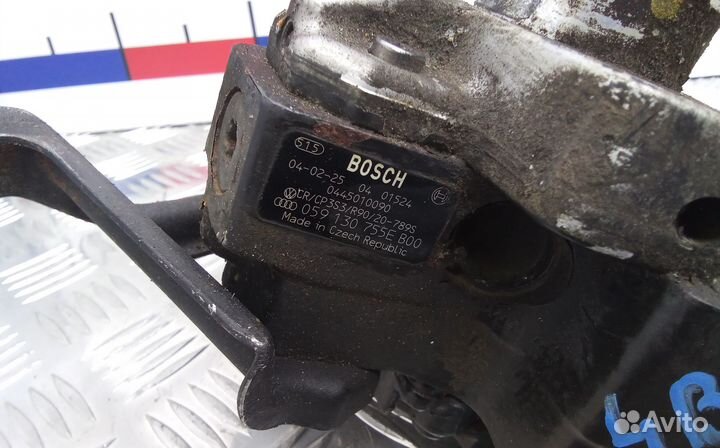 515
BOSCH
04-02-25 04 01524
0445010090
CR/CP3S3/R90/20-789S
059 130 755E B00
Made in Czech Republic
Avito